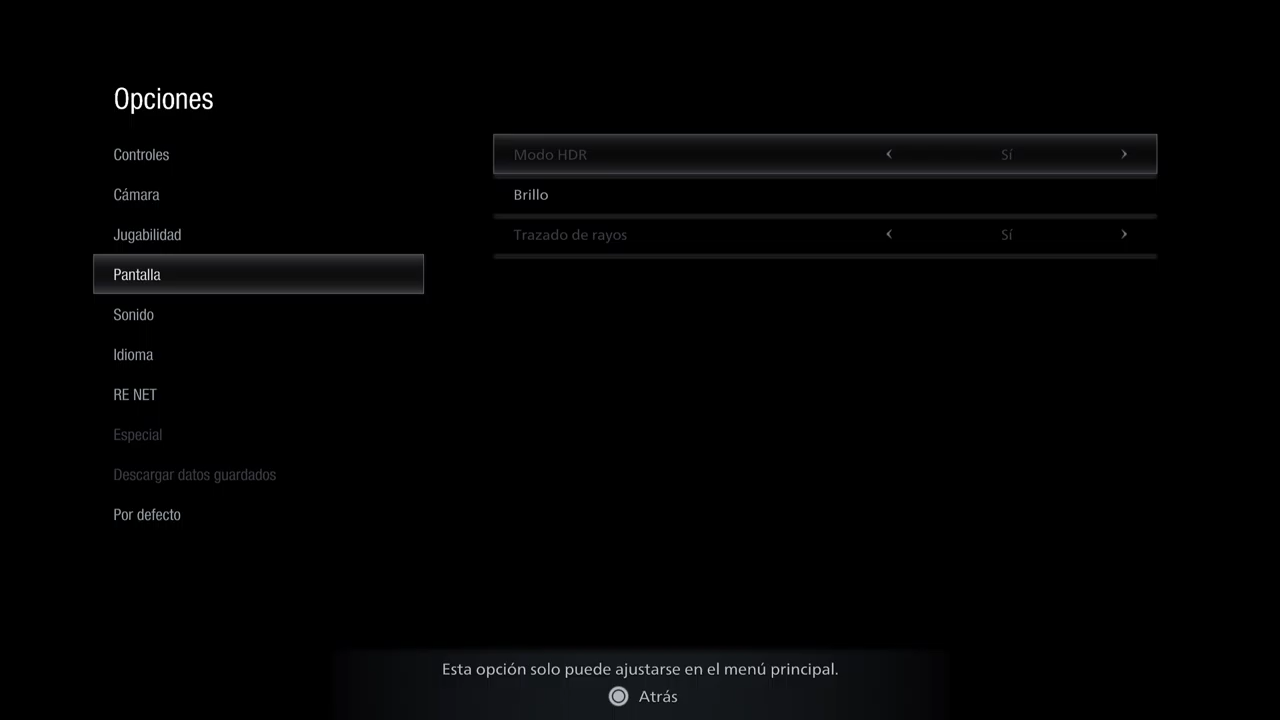 Opciones
Controles
Cámara
Jugabilidad
Pantalla
Sonido
Idioma
RE NET
Especial
Descargar datos guardados
Por defecto
Modo HDR ‹ Sí ›
Brillo
Trazado de rayos ‹ Sí ›
Esta opción solo puede ajustarse en el menú principal.
Atrás